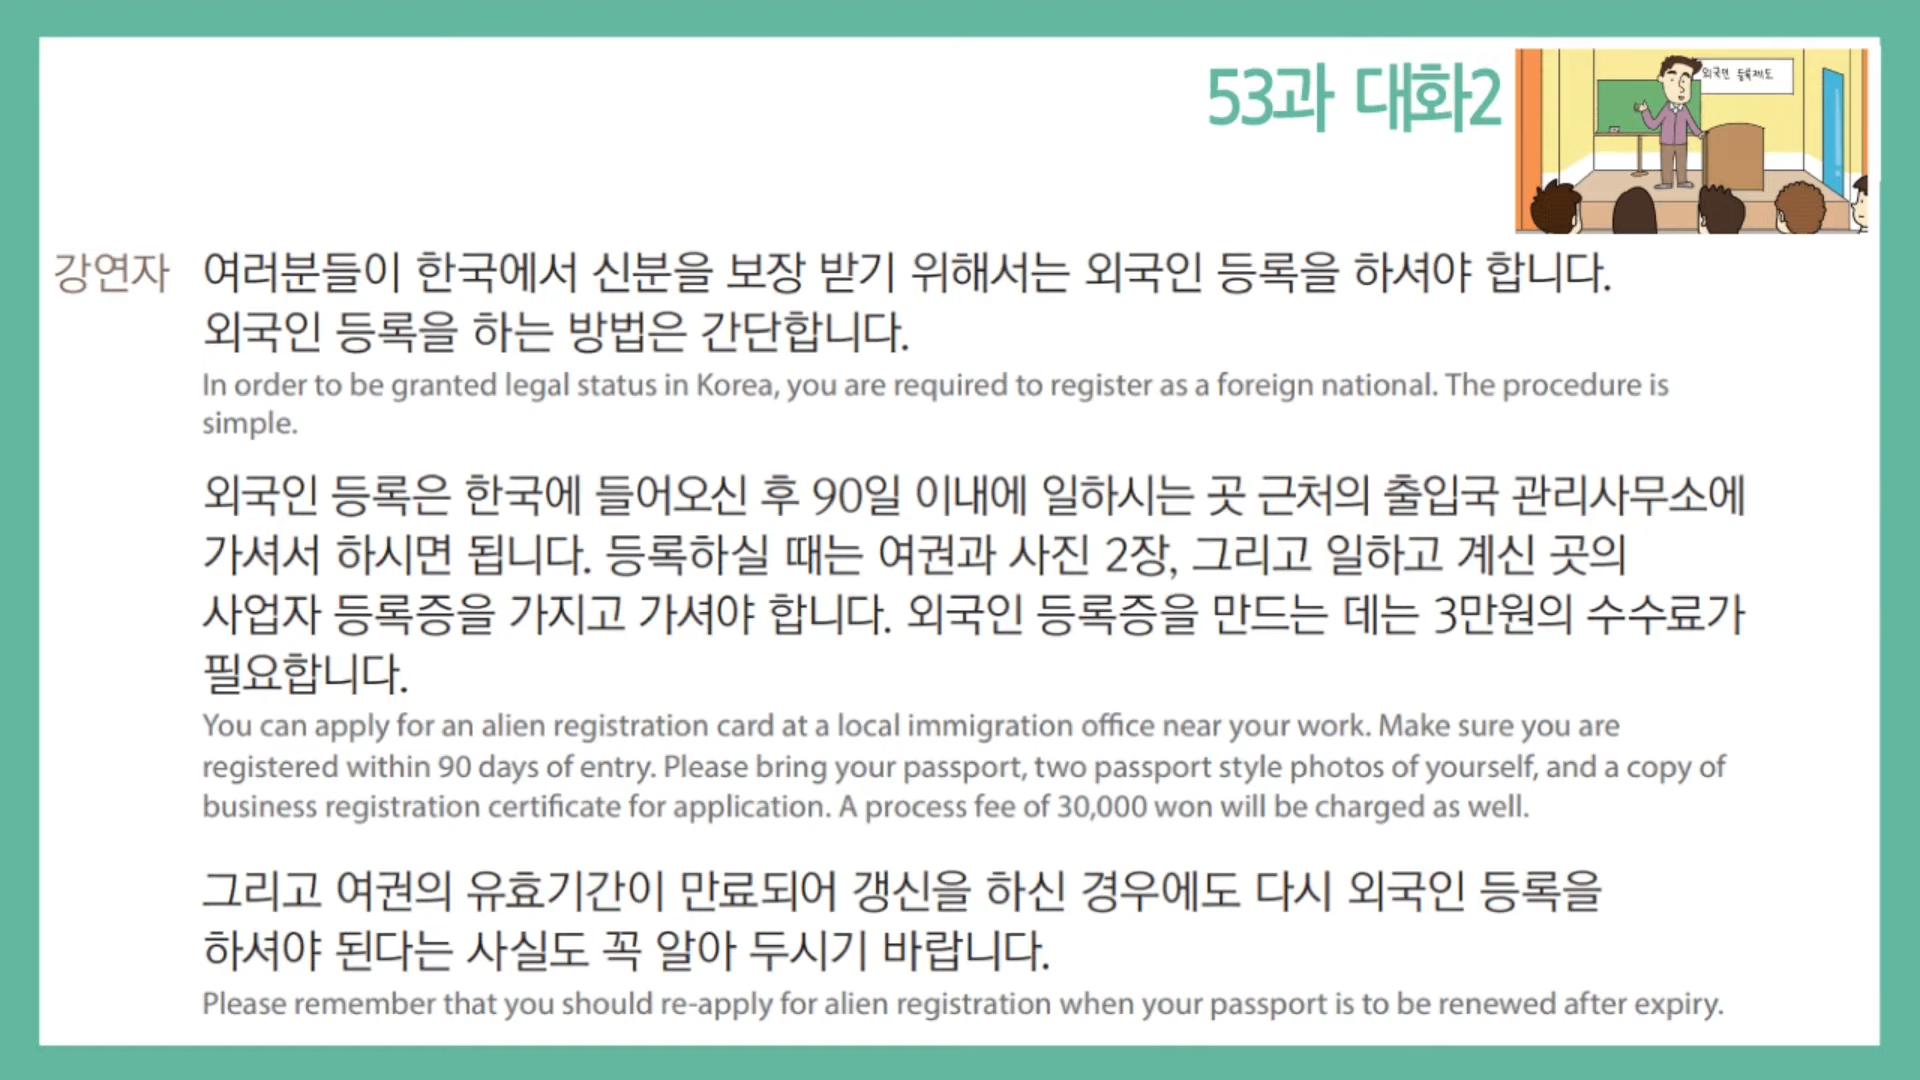 53과 대화2
외국인 등록제도
강연자 여러분들이 한국에서 신분을 보장 받기 위해서는 외국인 등록을 하셔야 합니다.
외국인 등록을 하는 방법은 간단합니다.
In order to be granted legal status in Korea, you are required to register as a foreign national. The procedure is
simple.
외국인 등록은 한국에 들어오신 후 90일 이내에 일하시는 곳 근처의 출입국 관리사무소에
가셔서 하시면 됩니다. 등록하실 때는 여권과 사진 2장, 그리고 일하고 계신 곳의
사업자 등록증을 가지고 가셔야 합니다. 외국인 등록증을 만드는 데는 3만원의 수수료가
필요합니다.
You can apply for an alien registration card at a local immigration office near your work. Make sure you are
registered within 90 days of entry. Please bring your passport, two passport style photos of yourself, and a copy of
business registration certificate for application. A process fee of 30,000 won will be charged as well.
그리고 여권의 유효기간이 만료되어 갱신을 하신 경우에도 다시 외국인 등록을
하셔야 된다는 사실도 꼭 알아 두시기 바랍니다.
Please remember that you should re-apply for alien registration when your passport is to be renewed after expiry.